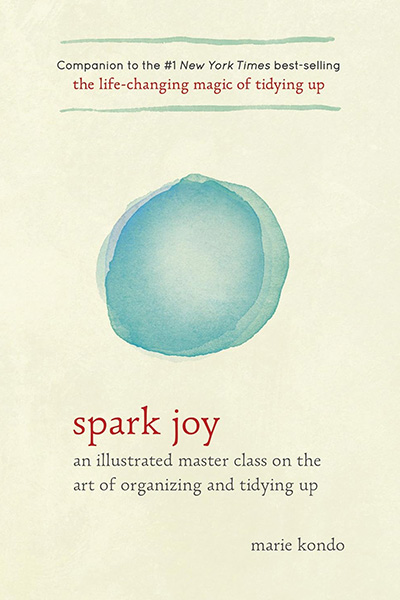 Companion to the #1 New York Times best-selling
the life-changing magic of tidying up
spark joy
an illustrated master class on the
art of organizing and tidying up
marie kondo